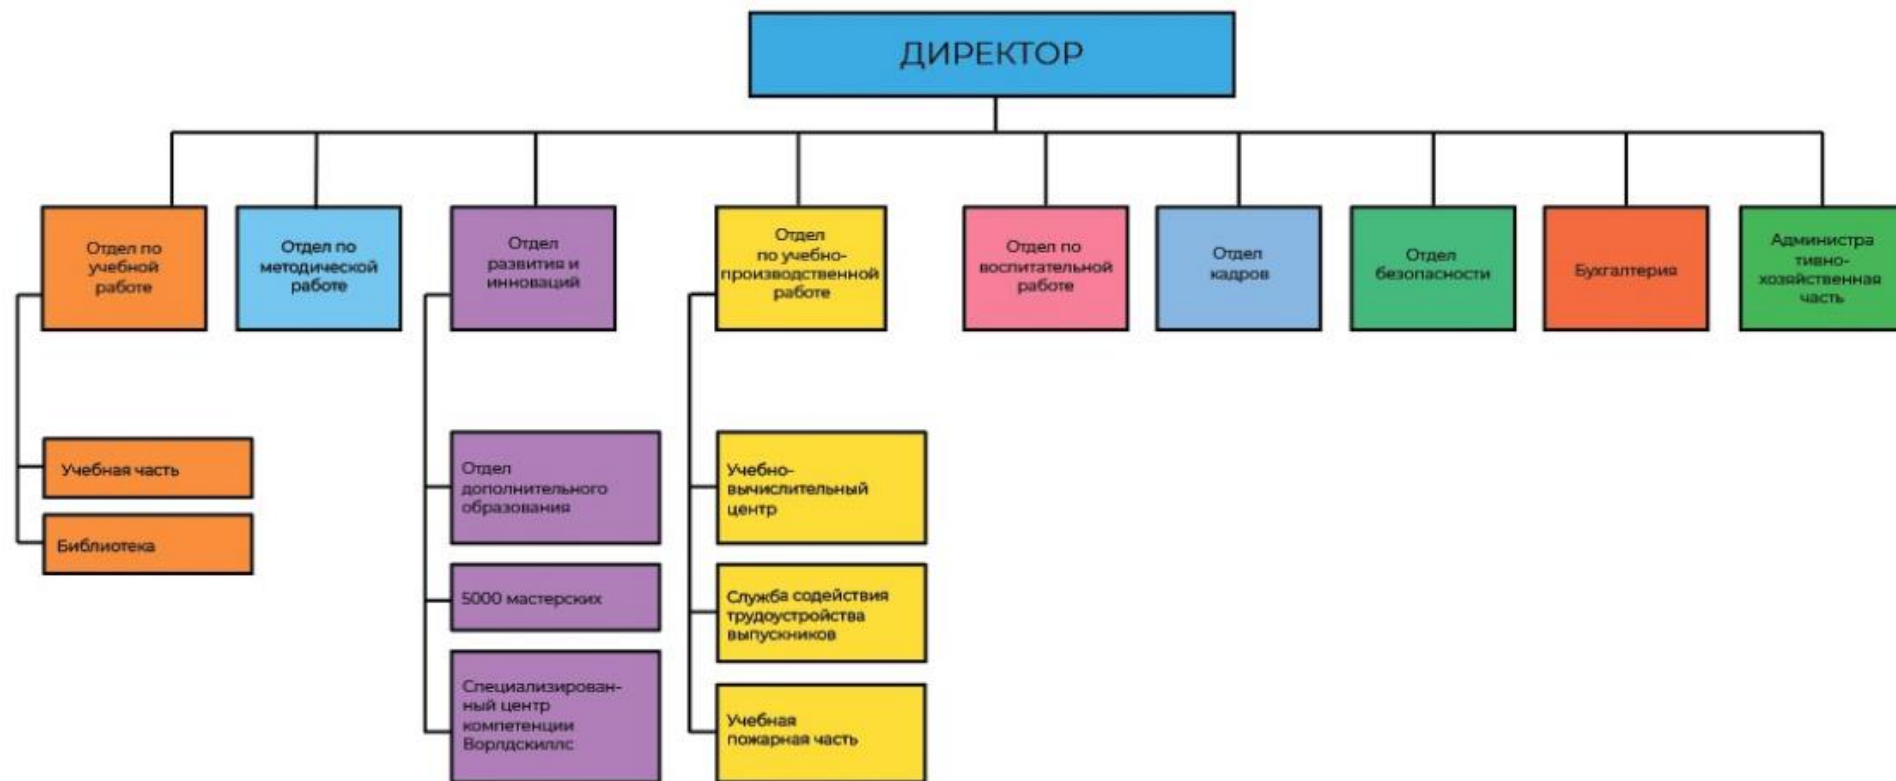 ДИРЕКТОР
Отдел по
учебной
работе
Отдел по
методической
работе
Отдел
развития и
инноваций
Отдел
по учебно-
производственной
работе
Отдел по
воспитательной
работе
Отдел
кадров
Отдел
безопасности
Бухгалтерия
Администра
тивно-
хозяйственная
часть
Учебная часть
Библиотека
Отдел
дополнительного
образования
5000 мастерских
Специализирован-
ный центр
компетенции
Ворлдскиллс
Учебно-
вычислительный
центр
Служба содействия
трудоустройства
выпускников
Учебная
пожарная часть